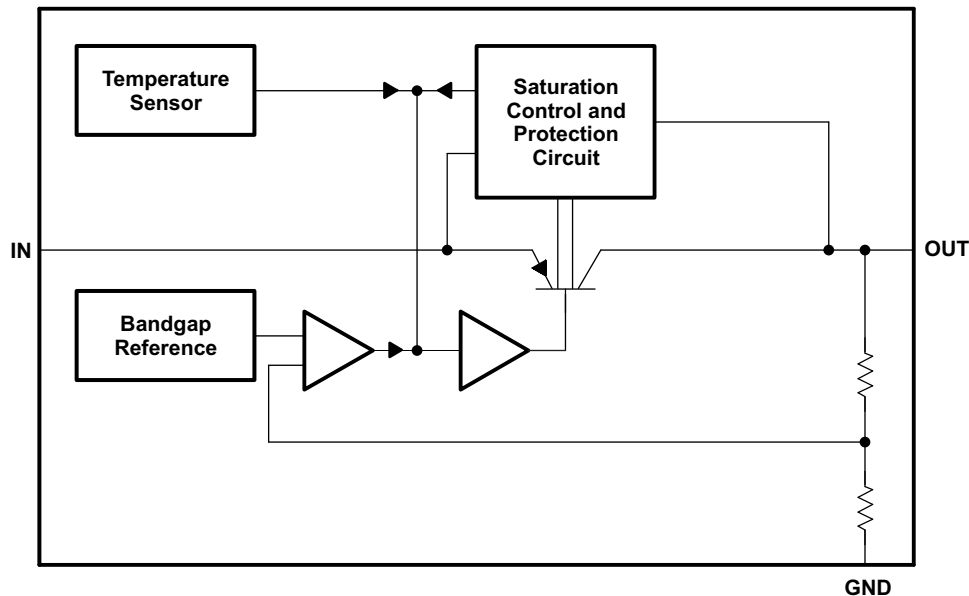 Temperature
Sensor
Saturation
Control and
Protection
Circuit
IN
OUT
Bandgap
Reference
GND